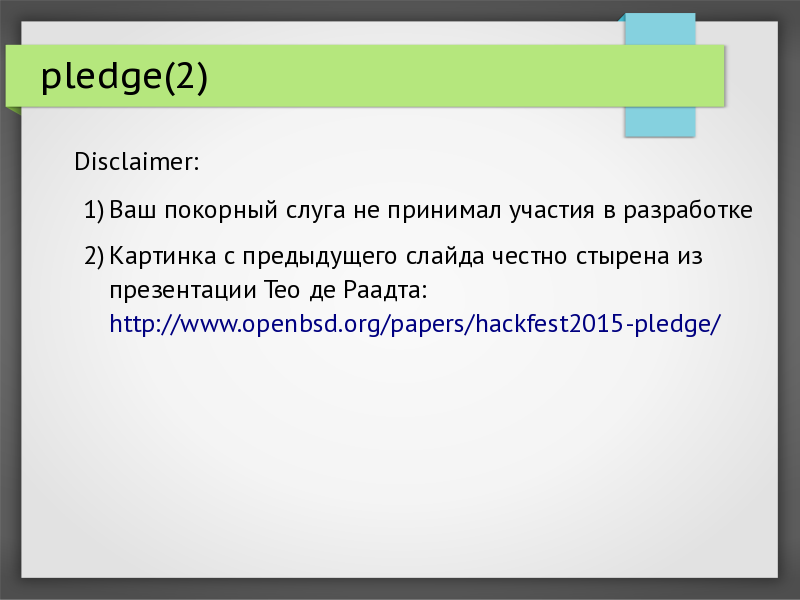 pledge(2)
Disclaimer:
1) Ваш покорный слуга не принимал участия в разработке
2) Картинка с предыдущего слайда честно стырена из
презентации Тео де Раадта:
http://www.openbsd.org/papers/hackfest2015-pledge/